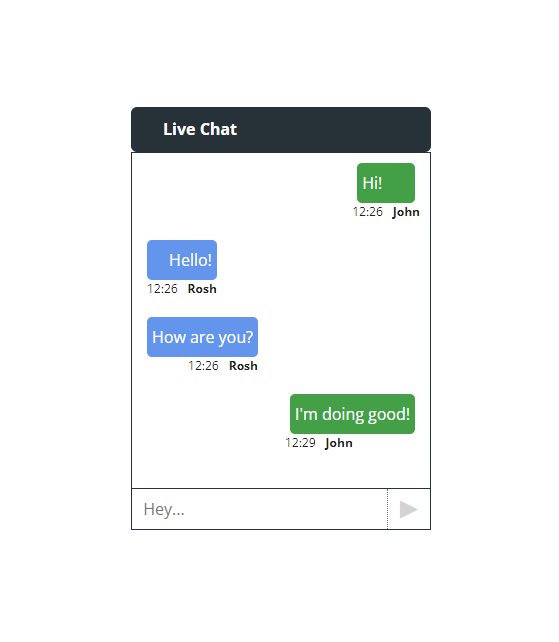 Live Chat
Hi!
12:26 John
Hello!
12:26 Rosh
How are you?
12:26 Rosh
I'm doing good!
12:29 John
Hey...